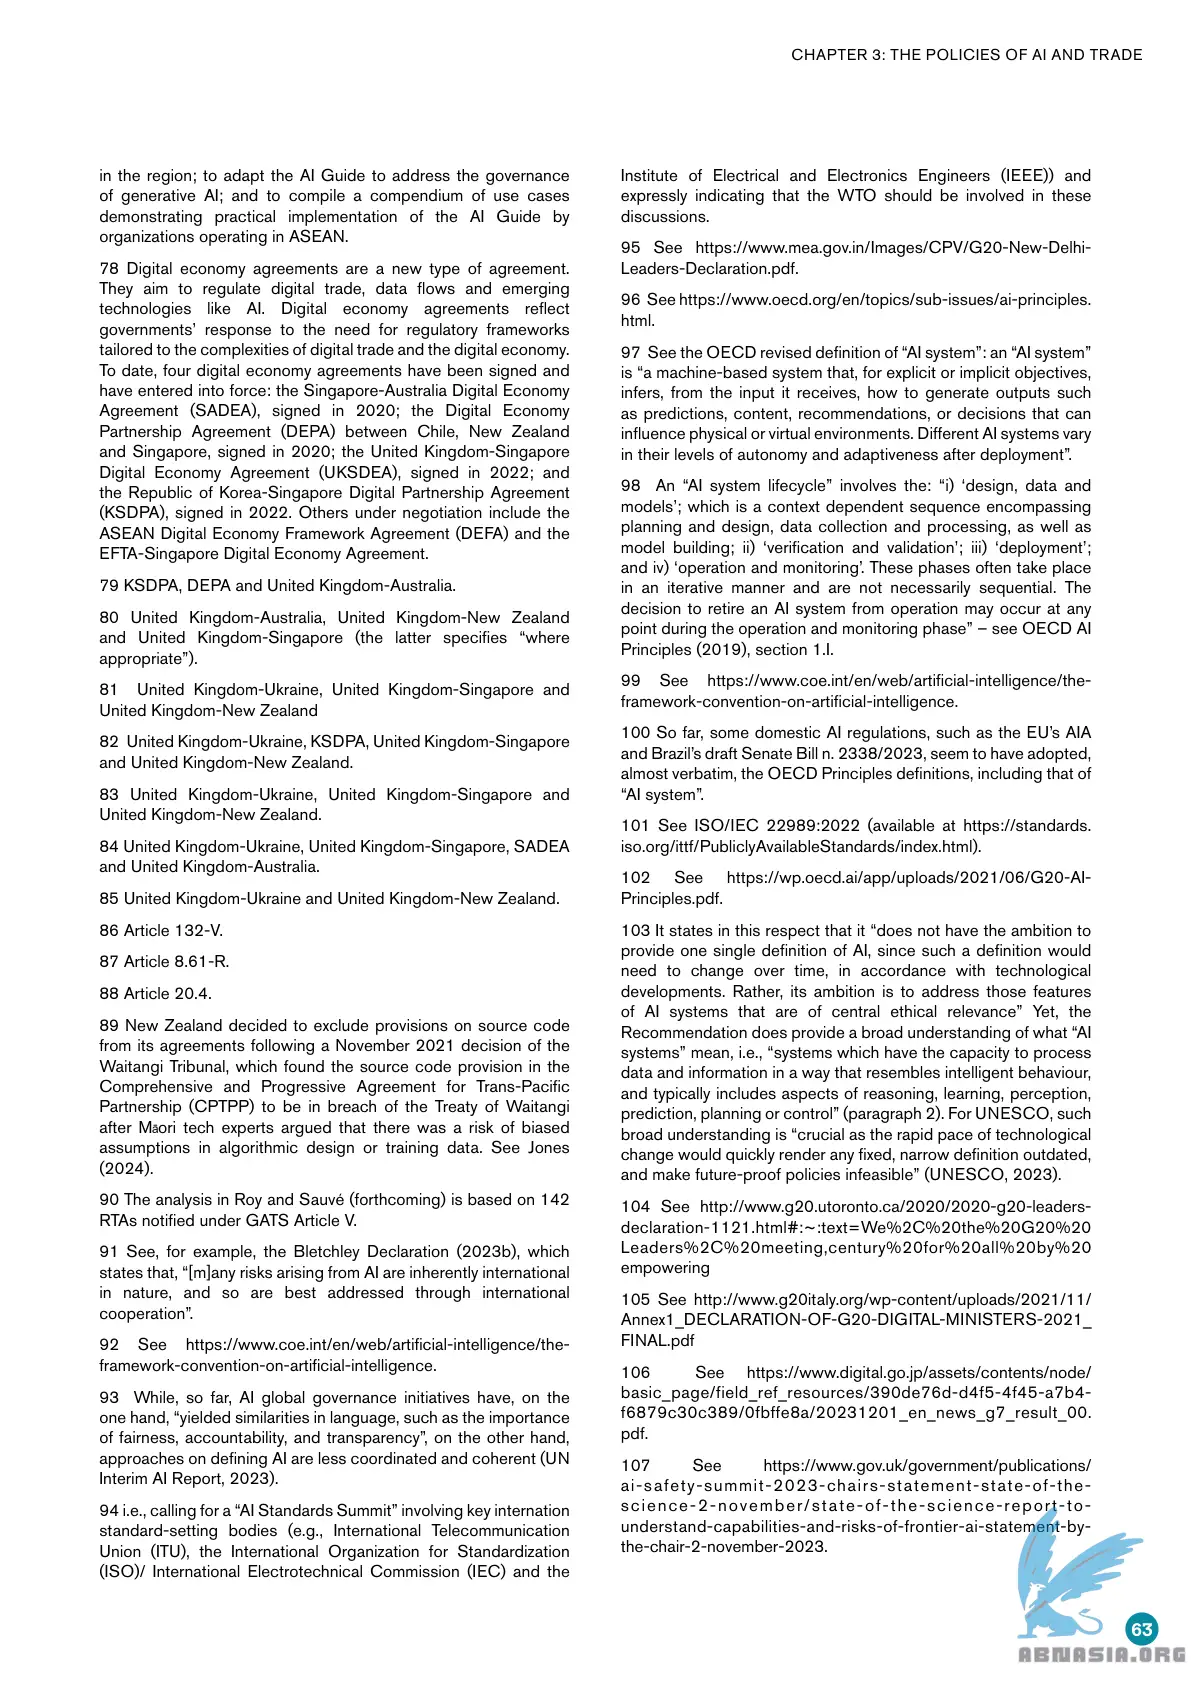 CHAPTER 3: THE POLICIES OF AI AND TRADE
in the region; to adapt the AI Guide to address the governance
of generative AI; and to compile a compendium of use cases
demonstrating practical implementation of the AI Guide by
organizations operating in ASEAN.
78 Digital economy agreements are a new type of agreement.
They aim to regulate digital trade, data flows and emerging
technologies like AI. Digital economy agreements reflect
governments’ response to the need for regulatory frameworks
tailored to the complexities of digital trade and the digital economy.
To date, four digital economy agreements have been signed and
have entered into force: the Singapore-Australia Digital Economy
Agreement (SADEA), signed in 2020; the Digital Economy
Partnership Agreement (DEPA) between Chile, New Zealand
and Singapore, signed in 2020; the United Kingdom-Singapore
Digital Economy Agreement (UKSDEA), signed in 2022; and
the Republic of Korea-Singapore Digital Partnership Agreement
(KSDPA), signed in 2022. Others under negotiation include the
ASEAN Digital Economy Framework Agreement (DEFA) and the
EFTA-Singapore Digital Economy Agreement.
79 KSDPA, DEPA and United Kingdom-Australia.
80 United Kingdom-Australia, United Kingdom-New Zealand
and United Kingdom-Singapore (the latter specifies “where
appropriate”).
81 United Kingdom-Ukraine, United Kingdom-Singapore and
United Kingdom-New Zealand
82 United Kingdom-Ukraine, KSDPA, United Kingdom-Singapore
and United Kingdom-New Zealand.
83 United Kingdom-Ukraine, United Kingdom-Singapore and
United Kingdom-New Zealand.
84 United Kingdom-Ukraine, United Kingdom-Singapore, SADEA
and United Kingdom-Australia.
85 United Kingdom-Ukraine and United Kingdom-New Zealand.
86 Article 132-V.
87 Article 8.61-R.
88 Article 20.4.
89 New Zealand decided to exclude provisions on source code
from its agreements following a November 2021 decision of the
Waitangi Tribunal, which found the source code provision in the
Comprehensive and Progressive Agreement for Trans-Pacific
Partnership (CPTPP) to be in breach of the Treaty of Waitangi
after Maori tech experts argued that there was a risk of biased
assumptions in algorithmic design or training data. See Jones
(2024).
90 The analysis in Roy and Sauvé (forthcoming) is based on 142
RTAs notified under GATS Article V.
91 See, for example, the Bletchley Declaration (2023b), which
states that, “[m]any risks arising from AI are inherently international
in nature, and so are best addressed through international
cooperation”.
92 See https://www.coe.int/en/web/artificial-intelligence/the-
framework-convention-on-artificial-intelligence.
93 While, so far, AI global governance initiatives have, on the
one hand, “yielded similarities in language, such as the importance
of fairness, accountability, and transparency”, on the other hand,
approaches on defining AI are less coordinated and coherent (UN
Interim AI Report, 2023).
94 i.e., calling for a “AI Standards Summit” involving key internation
standard-setting bodies (e.g., International Telecommunication
Union (ITU), the International Organization for Standardization
(ISO)/ International Electrotechnical Commission (IEC) and the
Institute of Electrical and Electronics Engineers (IEEE)) and
expressly indicating that the WTO should be involved in these
discussions.
95 See https://www.mea.gov.in/Images/CPV/G20-New-Delhi-
Leaders-Declaration.pdf.
96 See https://www.oecd.org/en/topics/sub-issues/ai-principles.
html.
97 See the OECD revised definition of “AI system”: an “AI system”
is “a machine-based system that, for explicit or implicit objectives,
infers, from the input it receives, how to generate outputs such
as predictions, content, recommendations, or decisions that can
influence physical or virtual environments. Different AI systems vary
in their levels of autonomy and adaptiveness after deployment”.
98 An “AI system lifecycle” involves the: “i) ‘design, data and
models’; which is a context dependent sequence encompassing
planning and design, data collection and processing, as well as
model building; ii) ‘verification and validation’; iii) ‘deployment’;
and iv) ‘operation and monitoring’. These phases often take place
in an iterative manner and are not necessarily sequential. The
decision to retire an AI system from operation may occur at any
point during the operation and monitoring phase” – see OECD AI
Principles (2019), section 1.I.
99 See https://www.coe.int/en/web/artificial-intelligence/the-
framework-convention-on-artificial-intelligence.
100 So far, some domestic AI regulations, such as the EU’s AIA
and Brazil’s draft Senate Bill n. 2338/2023, seem to have adopted,
almost verbatim, the OECD Principles definitions, including that of
“AI system”.
101 See ISO/IEC 22989:2022 (available at https://standards.
iso.org/ittf/PubliclyAvailableStandards/index.html).
102 See https://wp.oecd.ai/app/uploads/2021/06/G20-AI-
Principles.pdf.
103 It states in this respect that it “does not have the ambition to
provide one single definition of AI, since such a definition would
need to change over time, in accordance with technological
developments. Rather, its ambition is to address those features
of AI systems that are of central ethical relevance” Yet, the
Recommendation does provide a broad understanding of what “AI
systems” mean, i.e., “systems which have the capacity to process
data and information in a way that resembles intelligent behaviour,
and typically includes aspects of reasoning, learning, perception,
prediction, planning or control” (paragraph 2). For UNESCO, such
broad understanding is “crucial as the rapid pace of technological
change would quickly render any fixed, narrow definition outdated,
and make future-proof policies infeasible” (UNESCO, 2023).
104 See http://www.g20.utoronto.ca/2020/2020-g20-leaders-
declaration-1121.html#:~:text=We%2C%20the%20G20%20
Leaders%2C%20meeting,century%20for%20all%20by%20
empowering
105 See http://www.g20italy.org/wp-content/uploads/2021/11/
Annex1_DECLARATION-OF-G20-DIGITAL-MINISTERS-2021_
FINAL.pdf
106 See https://www.digital.go.jp/assets/contents/node/
basic_page/field_ref_resources/390de76d-d4f5-4f45-a7b4-
f6879c30c389/0fbffe8a/20231201_en_news_g7_result_00.
pdf.
107 See https://www.gov.uk/government/publications/
ai-safety-summit-2023-chairs-statement-state-of-the-
science-2-november/state-of-the-science-report-to-
understand-capabilities-and-risks-of-frontier-ai-statement-by-
the-chair-2-november-2023.
63
ABNASIA.ORG